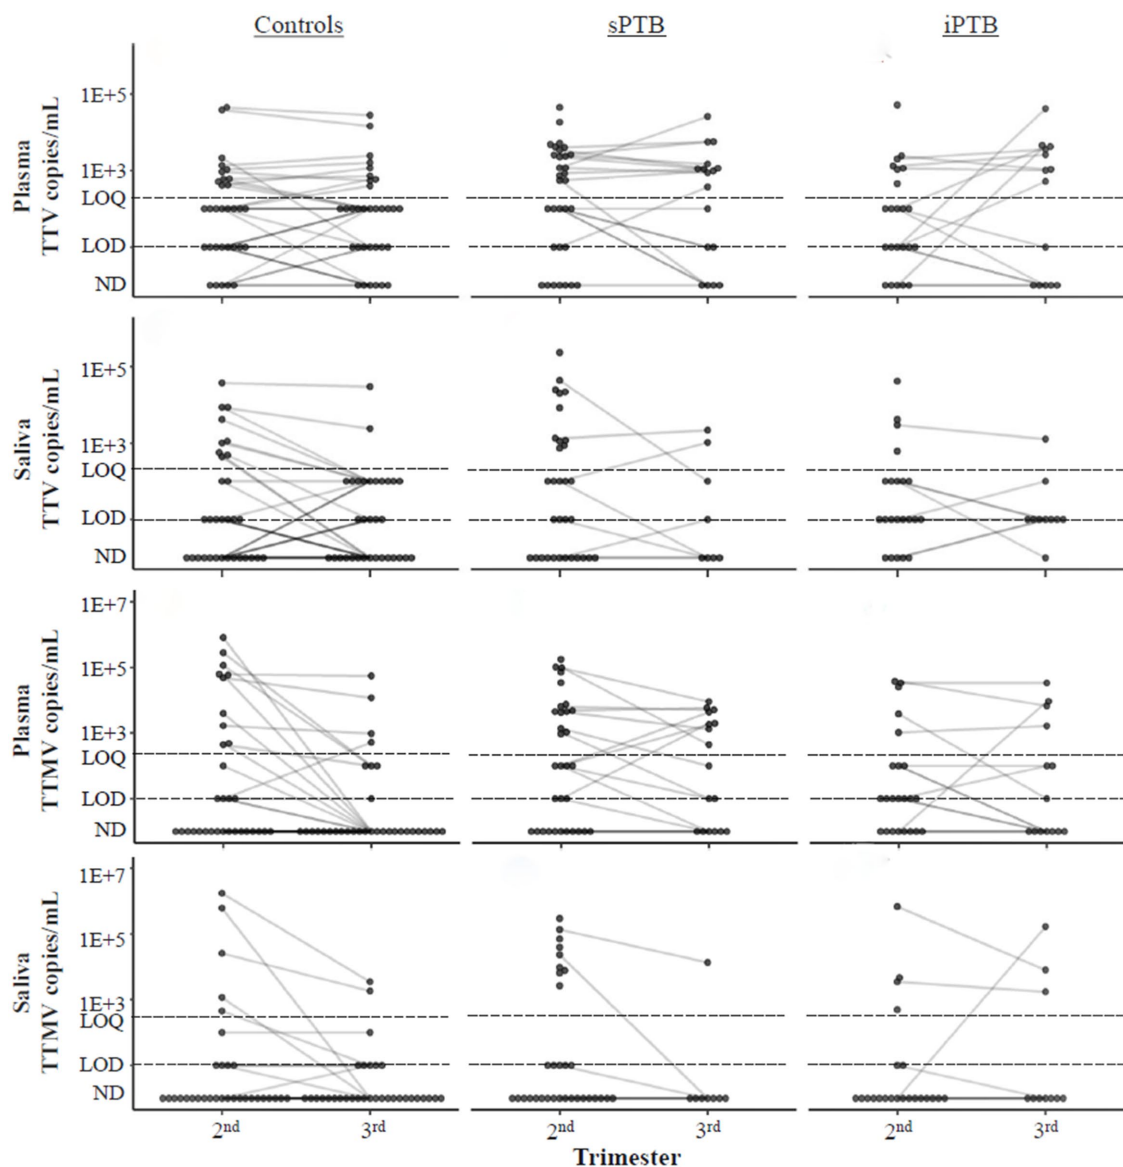 Controls sPTB iPTB
Plasma
TTV copies/mL
1E+5
1E+3
LOQ
LOD
ND
Saliva
TTV copies/mL
1E+5
1E+3
LOQ
LOD
ND
Plasma
TTMV copies/mL
1E+7
1E+5
1E+3
LOQ
LOD
ND
Saliva
TTMV copies/mL
1E+7
1E+5
1E+3
LOQ
LOD
ND
2nd 3rd 2nd 3rd 2nd 3rd
Trimester